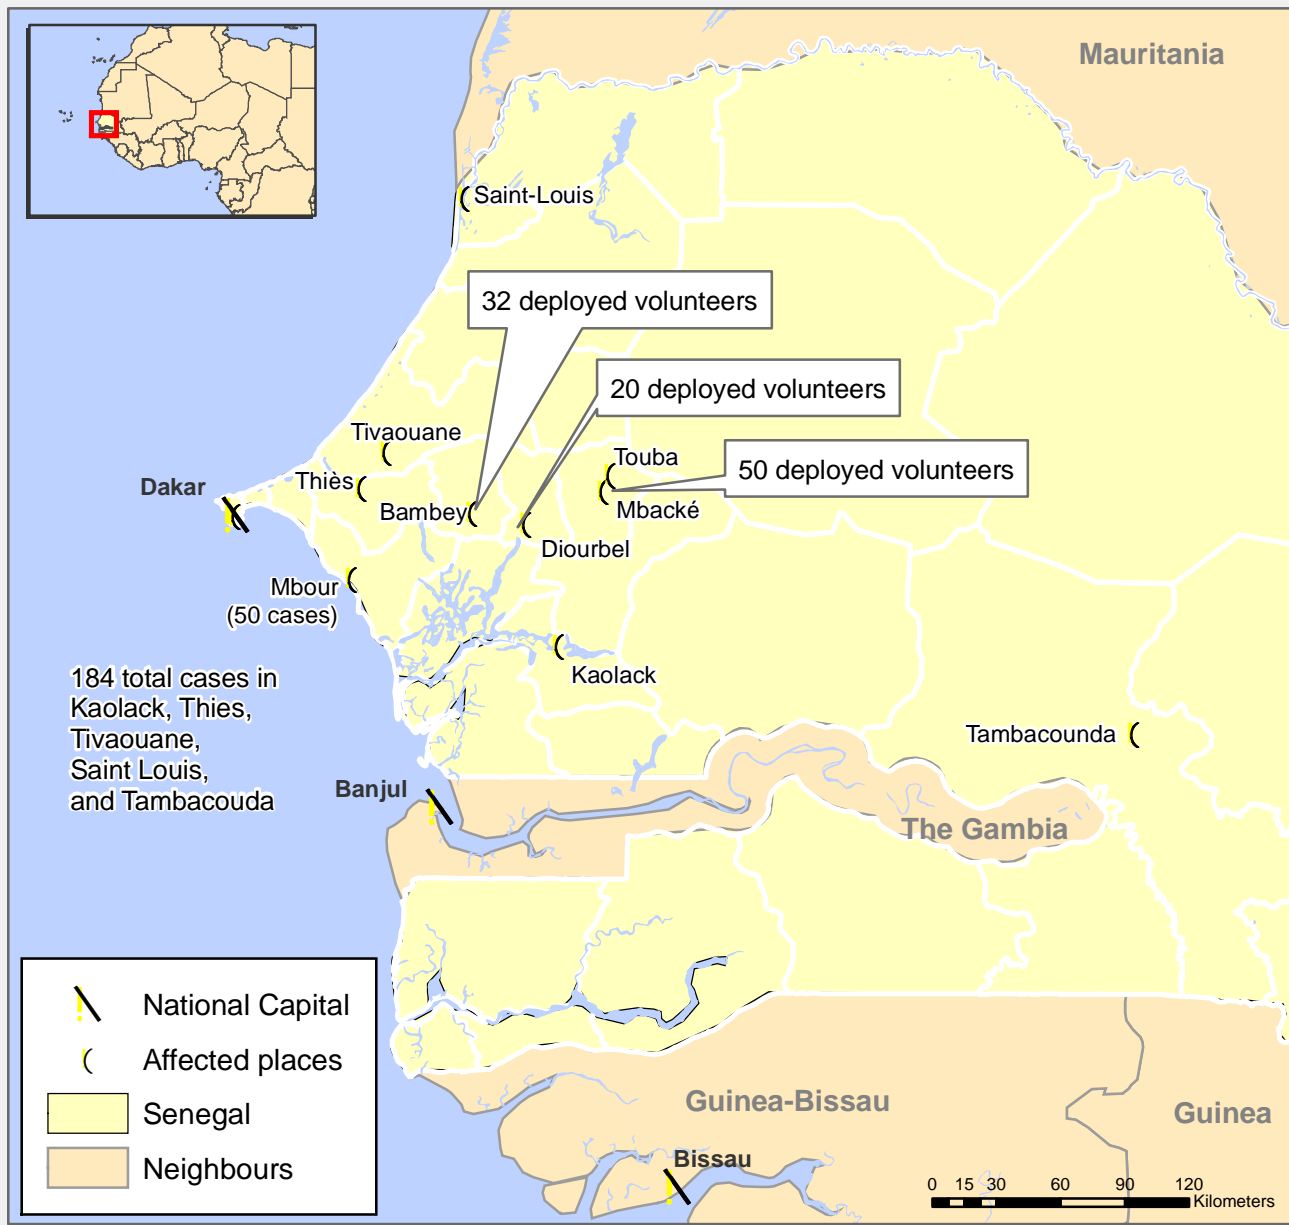 Mauritania
Saint-Louis
32 deployed volunteers
20 deployed volunteers
Tivaouane
Touba
50 deployed volunteers
Thiès
Dakar
Bambey
Mbacké
Diourbel
Mbour
(50 cases)
Kaolack
184 total cases in
Kaolack, Thies,
Tivaouane,
Saint Louis,
and Tambacouda
Tambacounda
Banjul
The Gambia
National Capital
Affected places
Senegal
Neighbours
Guinea-Bissau
Guinea
Bissau
0 15 30 60 90 120
Kilometers